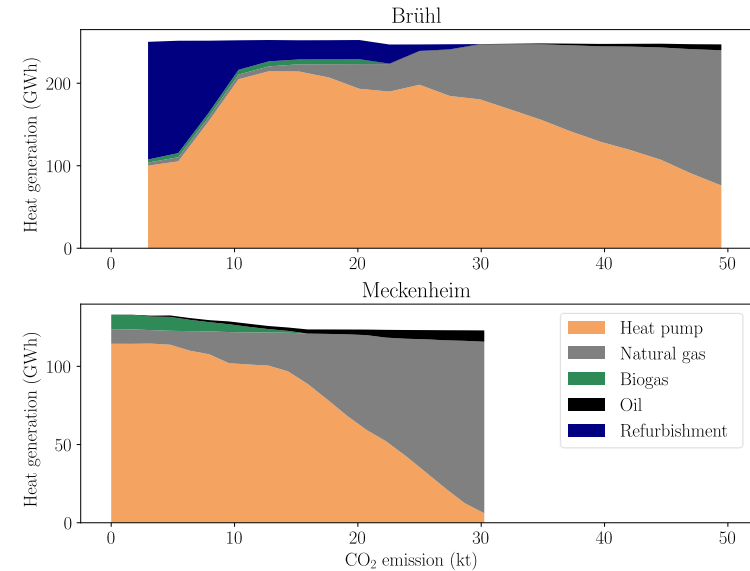 Brühl
Heat generation (GWh)
200
100
0
0 10 20 30 40 50
Meckenheim
Heat generation (GWh)
100
50
0
0 10 20 30 40 50
CO₂ emission (kt)
Heat pump
Natural gas
Biogas
Oil
Refurbishment